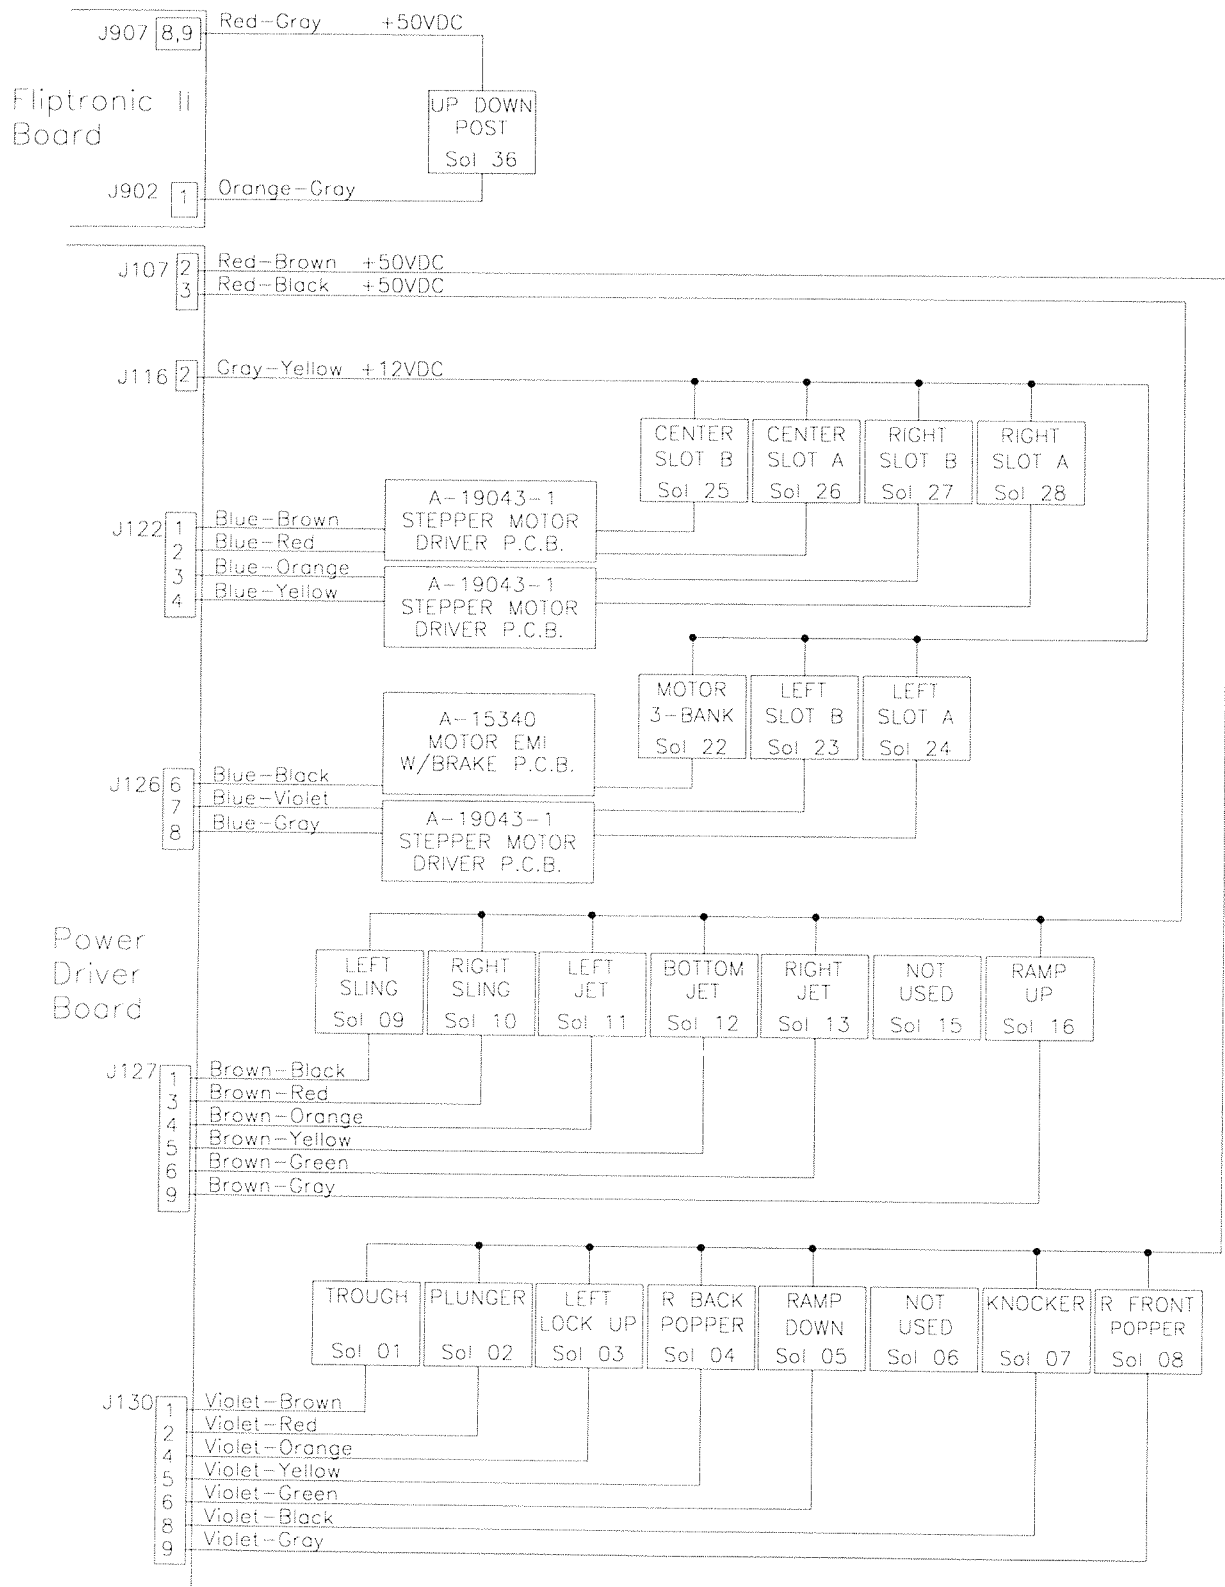 Red-Gray +50VDC
J907 8,9
Fliptronic II
Board
UP DOWN
POST
Sol 36
J902 1 Orange-Gray
J107 2 Red-Brown +50VDC
3 Red-Black +50VDC
J116 2 Gray-Yellow +12VDC
CENTER
SLOT B
Sol 25
CENTER
SLOT A
Sol 26
RIGHT
SLOT B
Sol 27
RIGHT
SLOT A
Sol 28
J122 1 Blue-Brown
2 Blue-Red
3 Blue-Orange
4 Blue-Yellow
A-19043-1
STEPPER MOTOR
DRIVER P.C.B.
A-19043-1
STEPPER MOTOR
DRIVER P.C.B.
MOTOR
3-BANK
Sol 22
LEFT
SLOT B
Sol 23
LEFT
SLOT A
Sol 24
A-15340
MOTOR EMI
W/BRAKE P.C.B.
J126 6 Blue-Black
7 Blue-Violet
8 Blue-Gray
A-19043-1
STEPPER MOTOR
DRIVER P.C.B.
Power
Driver
Board
LEFT
SLING
Sol 09
RIGHT
SLING
Sol 10
LEFT
JET
Sol 11
BOTTOM
JET
Sol 12
RIGHT
JET
Sol 13
NOT
USED
Sol 15
RAMP
UP
Sol 16
J127 1 Brown-Black
3 Brown-Red
4 Brown-Orange
5 Brown-Yellow
6 Brown-Green
9 Brown-Gray
TROUGH
Sol 01
PLUNGER
Sol 02
LEFT
LOCK UP
Sol 03
R BACK
POPPER
Sol 04
RAMP
DOWN
Sol 05
NOT
USED
Sol 06
KNOCKER
Sol 07
R FRONT
POPPER
Sol 08
J130 1 Violet-Brown
2 Violet-Red
4 Violet-Orange
5 Violet-Yellow
6 Violet-Green
8 Violet-Black
9 Violet-Gray